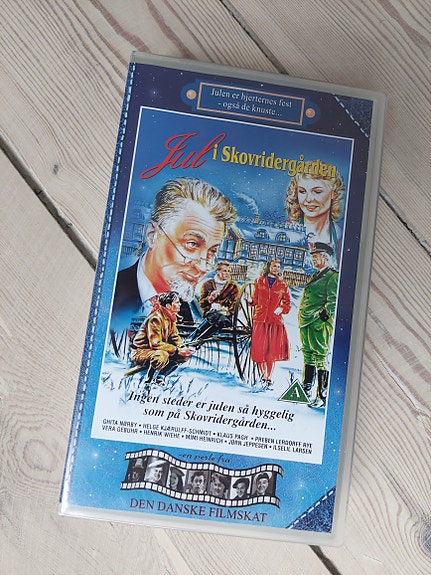 Julen er hjerternes fest
- også de knuste...
Jul i Skovridergården
A
Ingen steder er julen så hyggelig
som på Skovridergården...
GHITA NØRBY • HELGE KJÆRULFF-SCHMIDT • KLAUS PAGH • PREBEN LERDORFF RYE
VERA GEBUHR • HENRIK WIEHE • MIMI HEINRICH • JØRN JEPPESEN • ILSELIL LARSEN
-en perle fra
DEN DANSKE FILMSKAT